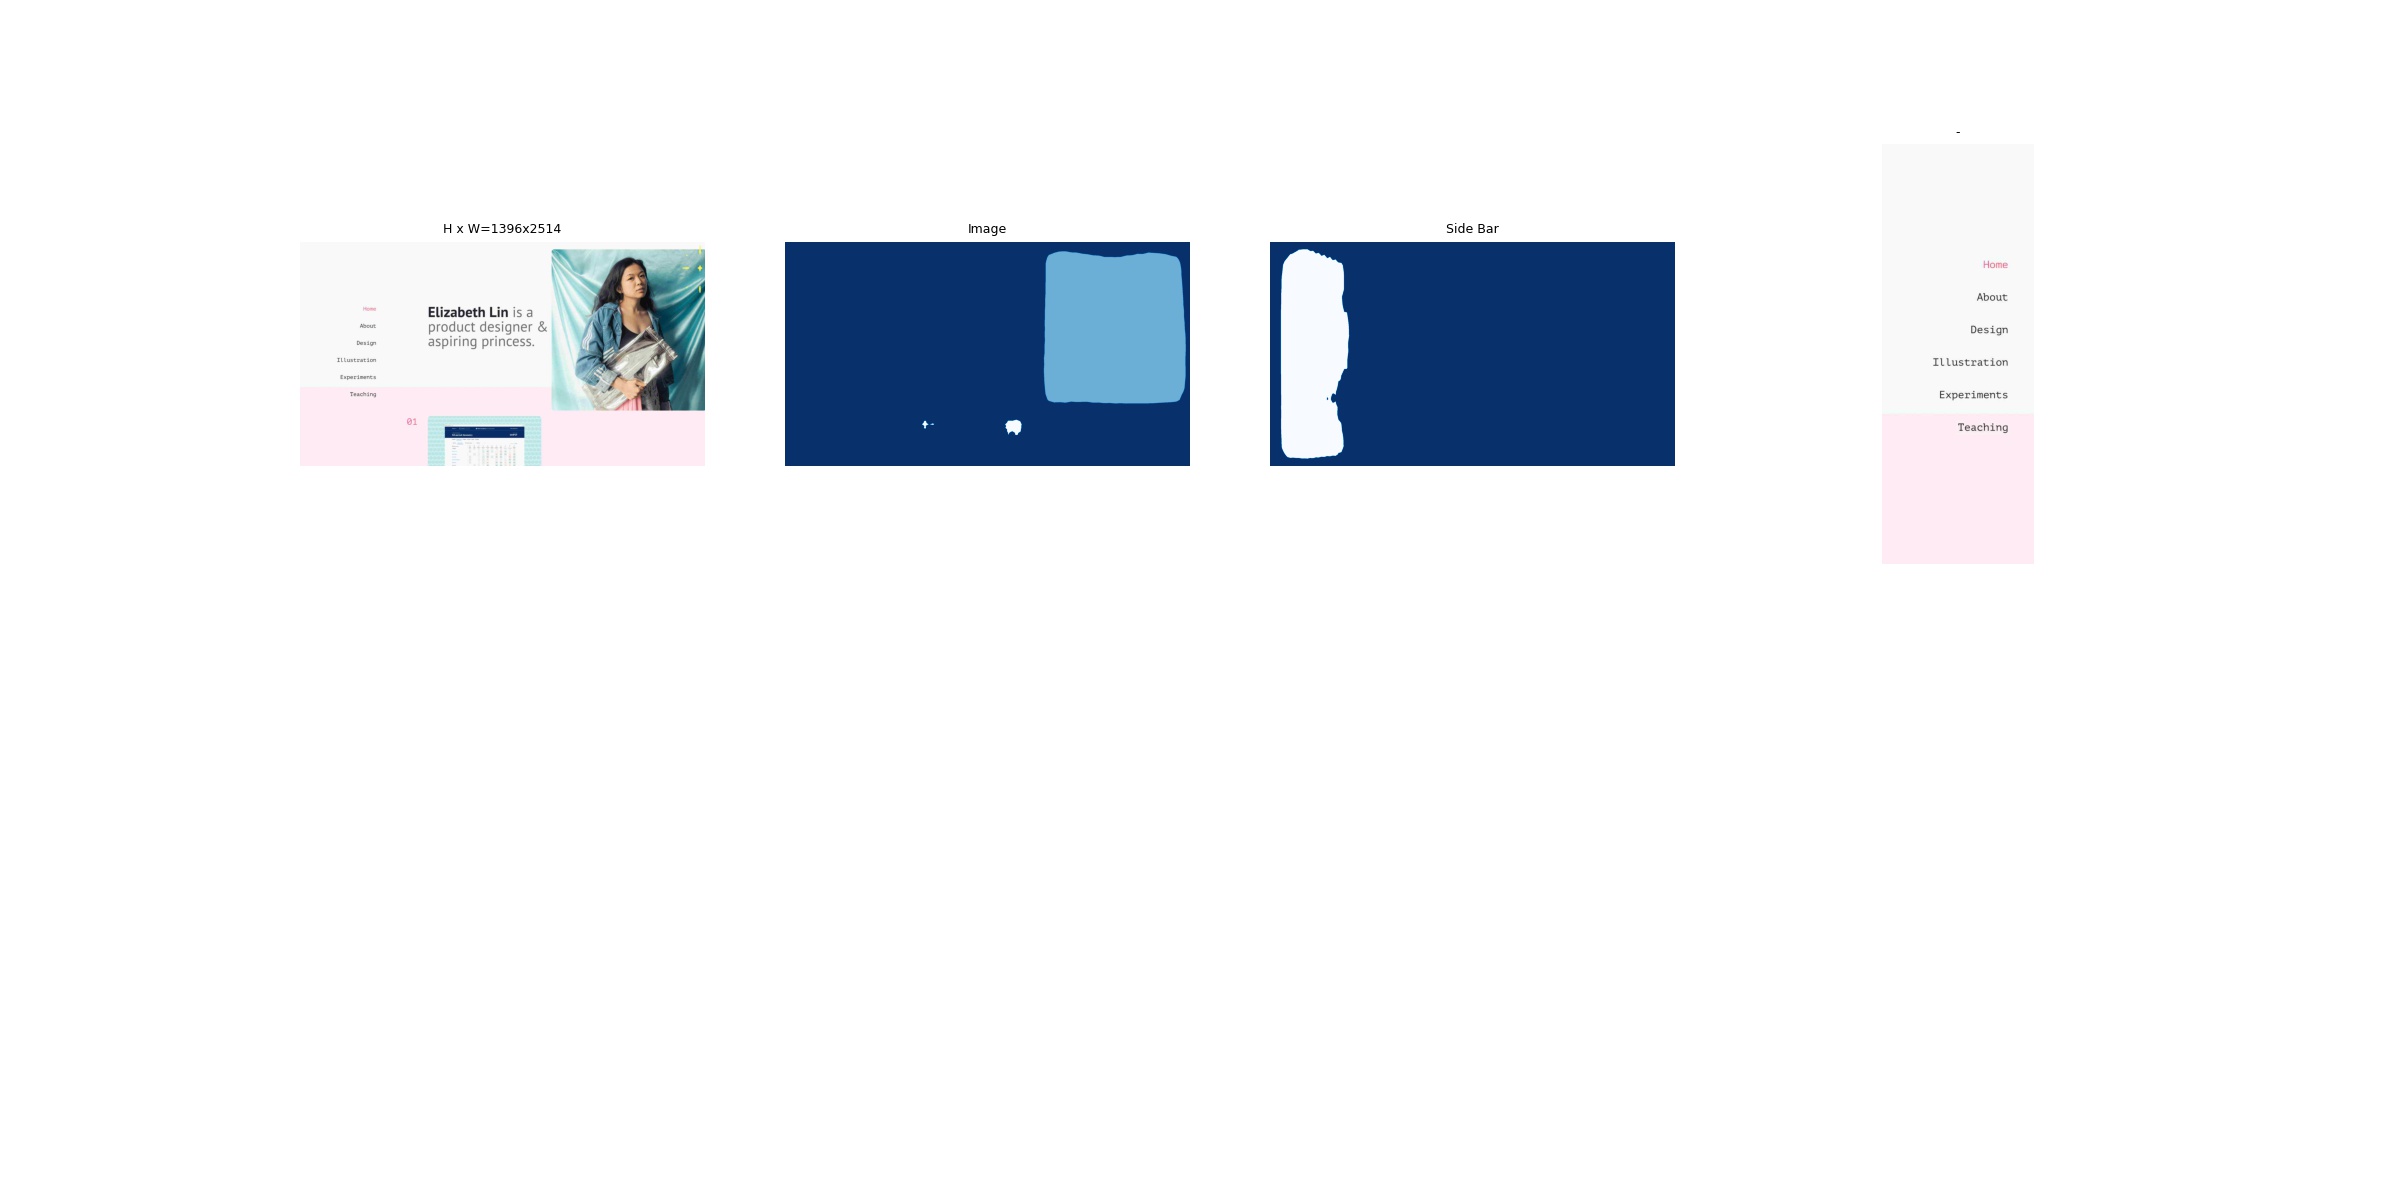 H x W=1396x2514
Home
About
Design
Illustration
Experiments
Teaching
Elizabeth Lin is a
product designer &
aspiring princess.
01
Image
Side Bar
-
Home
About
Design
Illustration
Experiments
Teaching